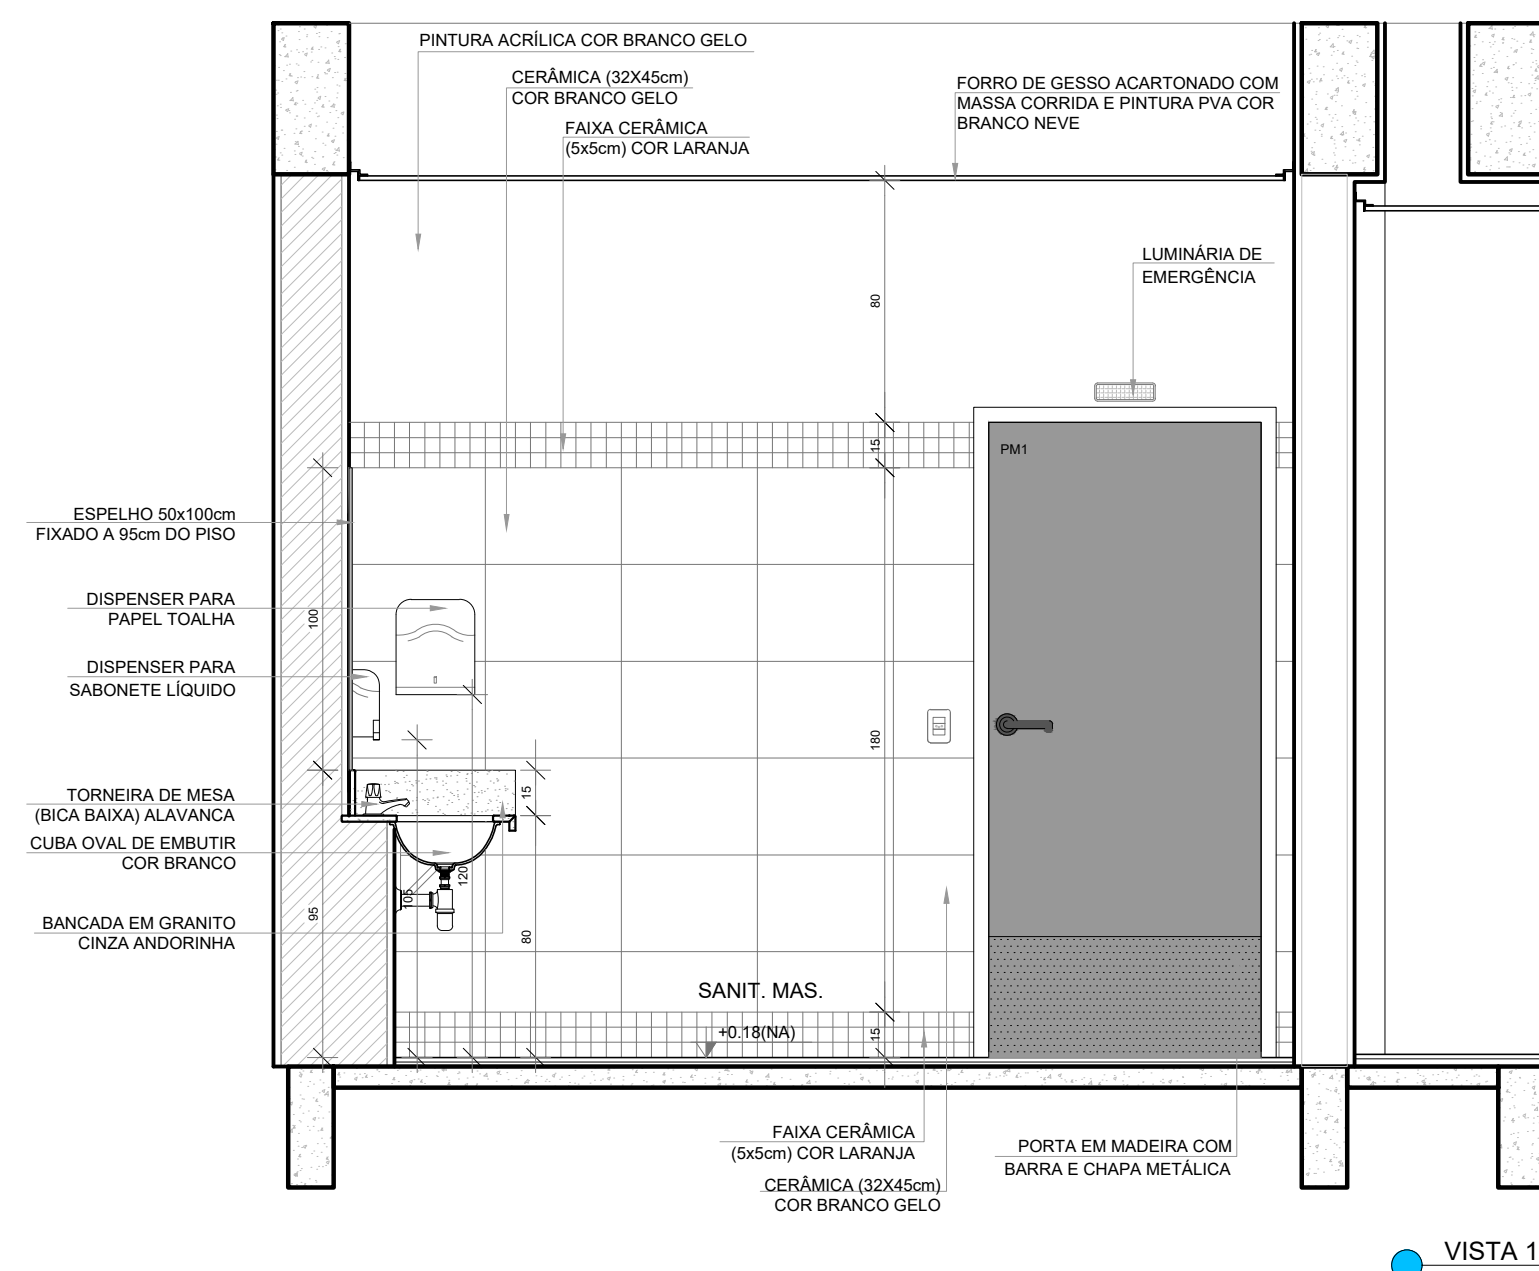 PINTURA ACRÍLICA COR BRANCO GELO
CERÂMICA (32X45cm)
COR BRANCO GELO
FAIXA CERÂMICA
(5x5cm) COR LARANJA
FORRO DE GESSO ACARTONADO COM
MASSA CORRIDA E PINTURA PVA COR
BRANCO NEVE
LUMINÁRIA DE
EMERGÊNCIA
80
15
PM1
ESPELHO 50x100cm
FIXADO A 95cm DO PISO
DISPENSER PARA
PAPEL TOALHA
100
DISPENSER PARA
SABONETE LÍQUIDO
180
TORNEIRA DE MESA
(BICA BAIXA) ALAVANCA
15
CUBA OVAL DE EMBUTIR
COR BRANCO
120
105
95
BANCADA EM GRANITO
CINZA ANDORINHA
80
SANIT. MAS.
+0.18(NA)
15
FAIXA CERÂMICA
(5x5cm) COR LARANJA
PORTA EM MADEIRA COM
BARRA E CHAPA METÁLICA
CERÂMICA (32X45cm)
COR BRANCO GELO
VISTA 1